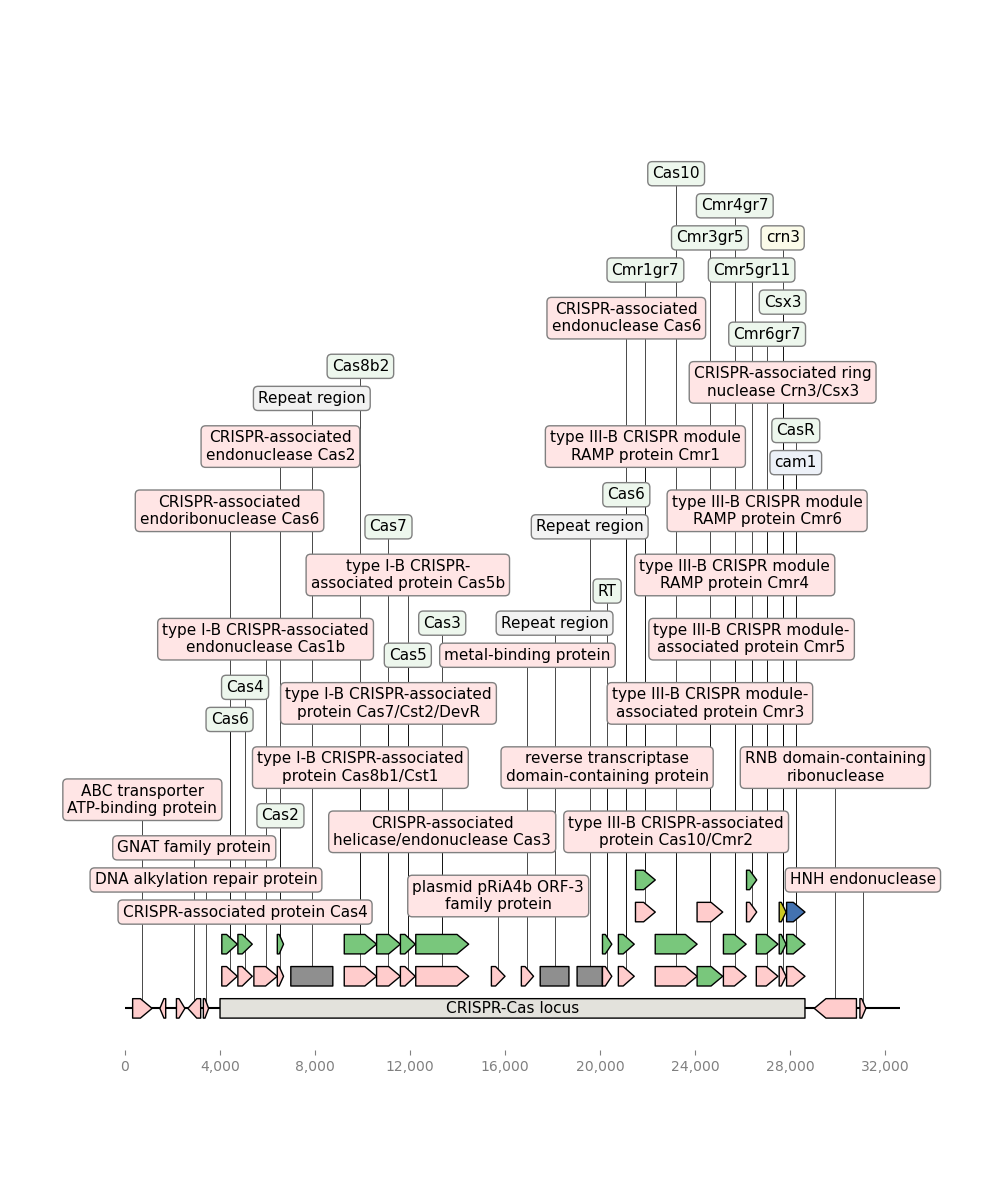 Cas10
Cmr4gr7
Cmr3gr5
crn3
Cmr1gr7
Cmr5gr11
Csx3
CRISPR-associated
endonuclease Cas6
Cmr6gr7
Cas8b2
CRISPR-associated ring
nuclease Crn3/Csx3
Repeat region
CasR
CRISPR-associated
endonuclease Cas2
type III-B CRISPR module
RAMP protein Cmr1
cam1
Cas6
CRISPR-associated
endoribonuclease Cas6
type III-B CRISPR module
RAMP protein Cmr6
Cas7
Repeat region
type I-B CRISPR-
associated protein Cas5b
type III-B CRISPR module
RAMP protein Cmr4
RT
Cas3
Repeat region
type I-B CRISPR-associated
endonuclease Cas1b
type III-B CRISPR module-
associated protein Cmr5
Cas5
metal-binding protein
Cas4
type I-B CRISPR-associated
protein Cas7/Cst2/DevR
type III-B CRISPR module-
associated protein Cmr3
Cas6
type I-B CRISPR-associated
protein Cas8b1/Cst1
reverse transcriptase
domain-containing protein
RNB domain-containing
ribonuclease
ABC transporter
ATP-binding protein
Cas2
CRISPR-associated
helicase/endonuclease Cas3
type III-B CRISPR-associated
protein Cas10/Cmr2
GNAT family protein
DNA alkylation repair protein
HNH endonuclease
plasmid pRiA4b ORF-3
family protein
CRISPR-associated protein Cas4
CRISPR-Cas locus
0
4,000
8,000
12,000
16,000
20,000
24,000
28,000
32,000